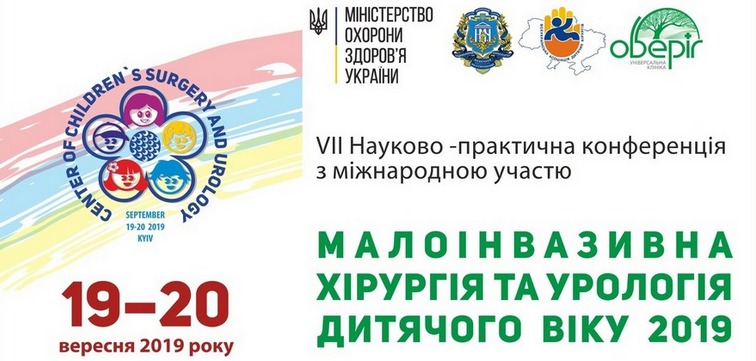 CENTER OF CHILDREN`S SURGERY AND UROLOGY
SEPTEMBER
19-20 2019
KYIV
19–20
вересня 2019 року
МІНІСТЕРСТВО
ОХОРОНИ
ЗДОРОВ'Я
УКРАЇНИ
оберіг
УНІВЕРСАЛЬНА
КЛІНІКА
VII Науково -практична конференція
з міжнародною участю
МАЛОІНВАЗИВНА
ХІРУРГІЯ ТА УРОЛОГІЯ
ДИТЯЧОГО ВІКУ 2019